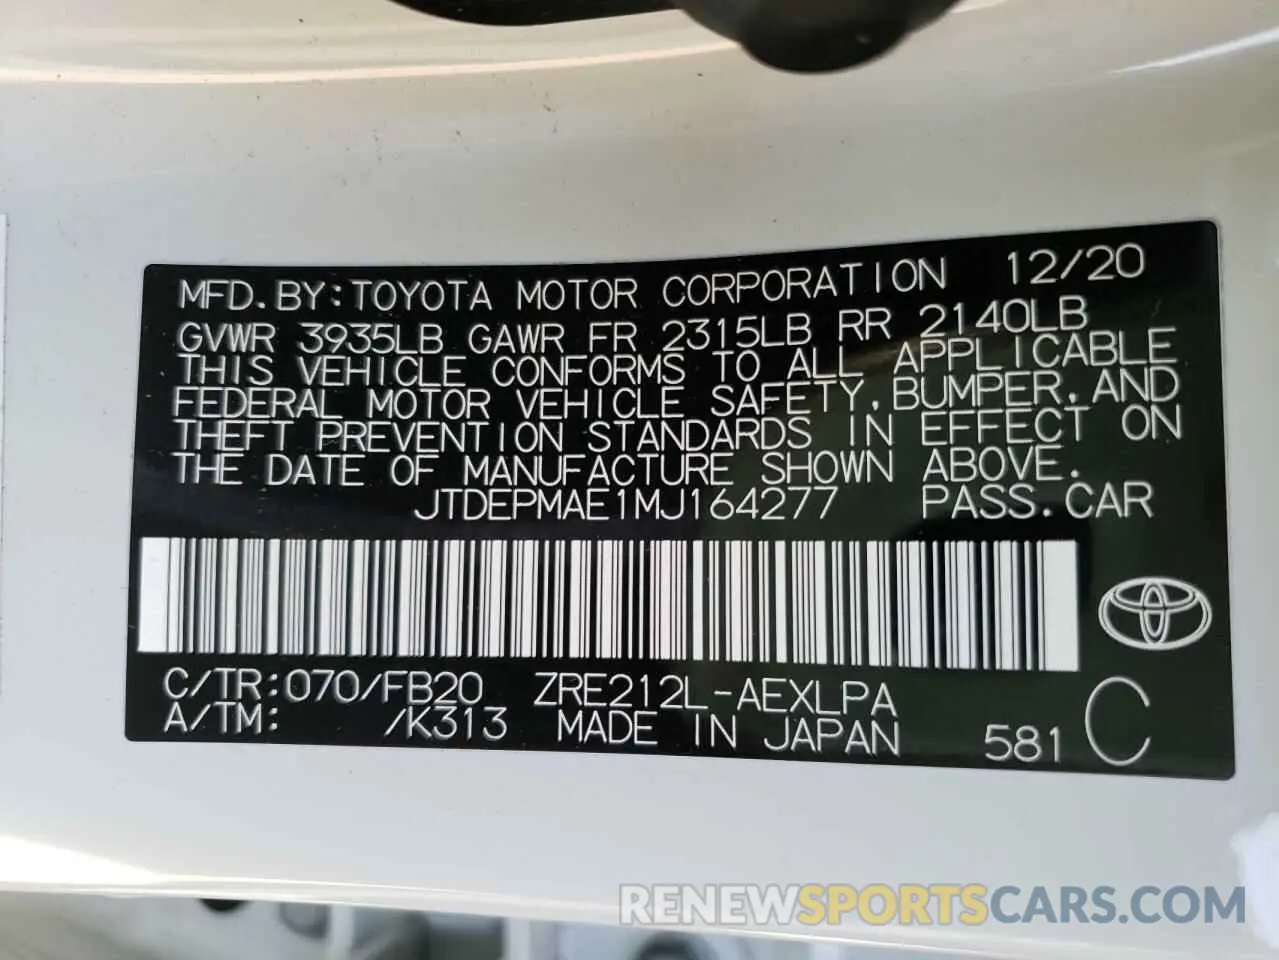 MFD.BY:TOYOTA MOTOR CORPORATION 12/20
GVWR 3935LB GAWR FR 2315LB RR 2140LB
THIS VEHICLE CONFORMS TO ALL APPLICABLE
FEDERAL MOTOR VEHICLE SAFETY,BUMPER,AND
THEFT PREVENTION STANDARDS IN EFFECT ON
THE DATE OF MANUFACTURE SHOWN ABOVE.
JTDEPMAE1MJ164277 PASS.CAR
C/TR:070/FB20 ZRE212L-AEXLPA
A/TM: /K313 MADE IN JAPAN 581 C
RENEWSPORTSCARS.COM